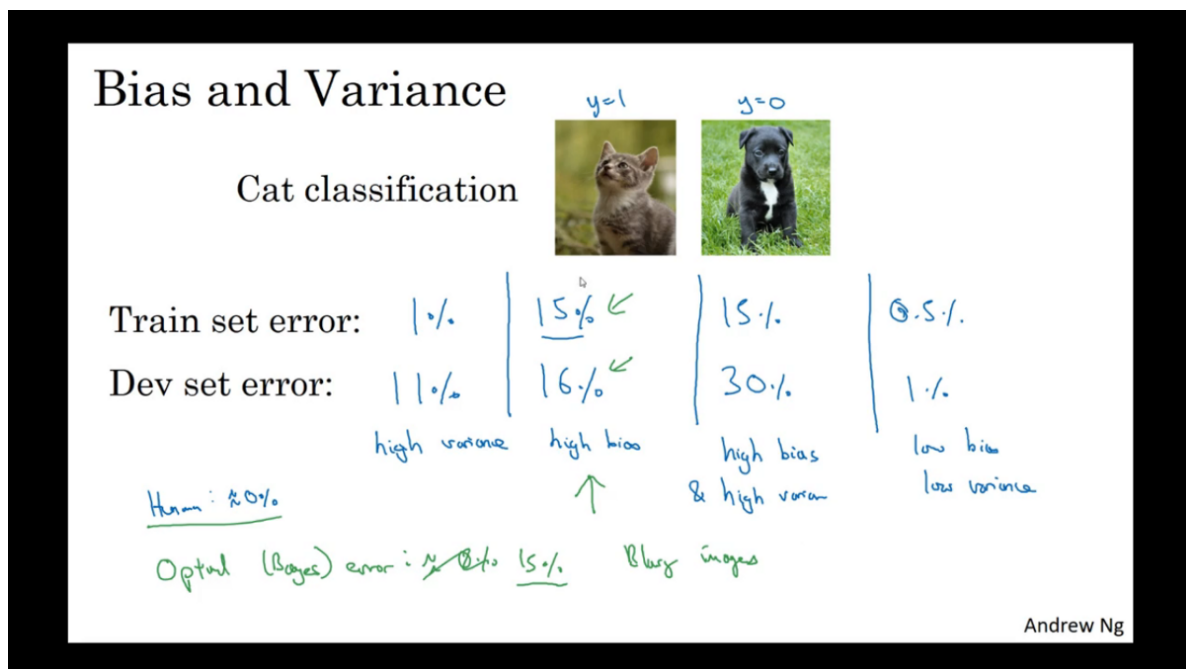 Bias and Variance
y=1 y=0
Cat classification
Train set error: 1% 15% 15% 0.5%
Dev set error: 11% 16% 30% 1%
high variance high bias high bias low bias
& high varian low variance
Human: ≈0%
Optimal (Bayes) error: ≈0% 15% Blurry images
Andrew Ng